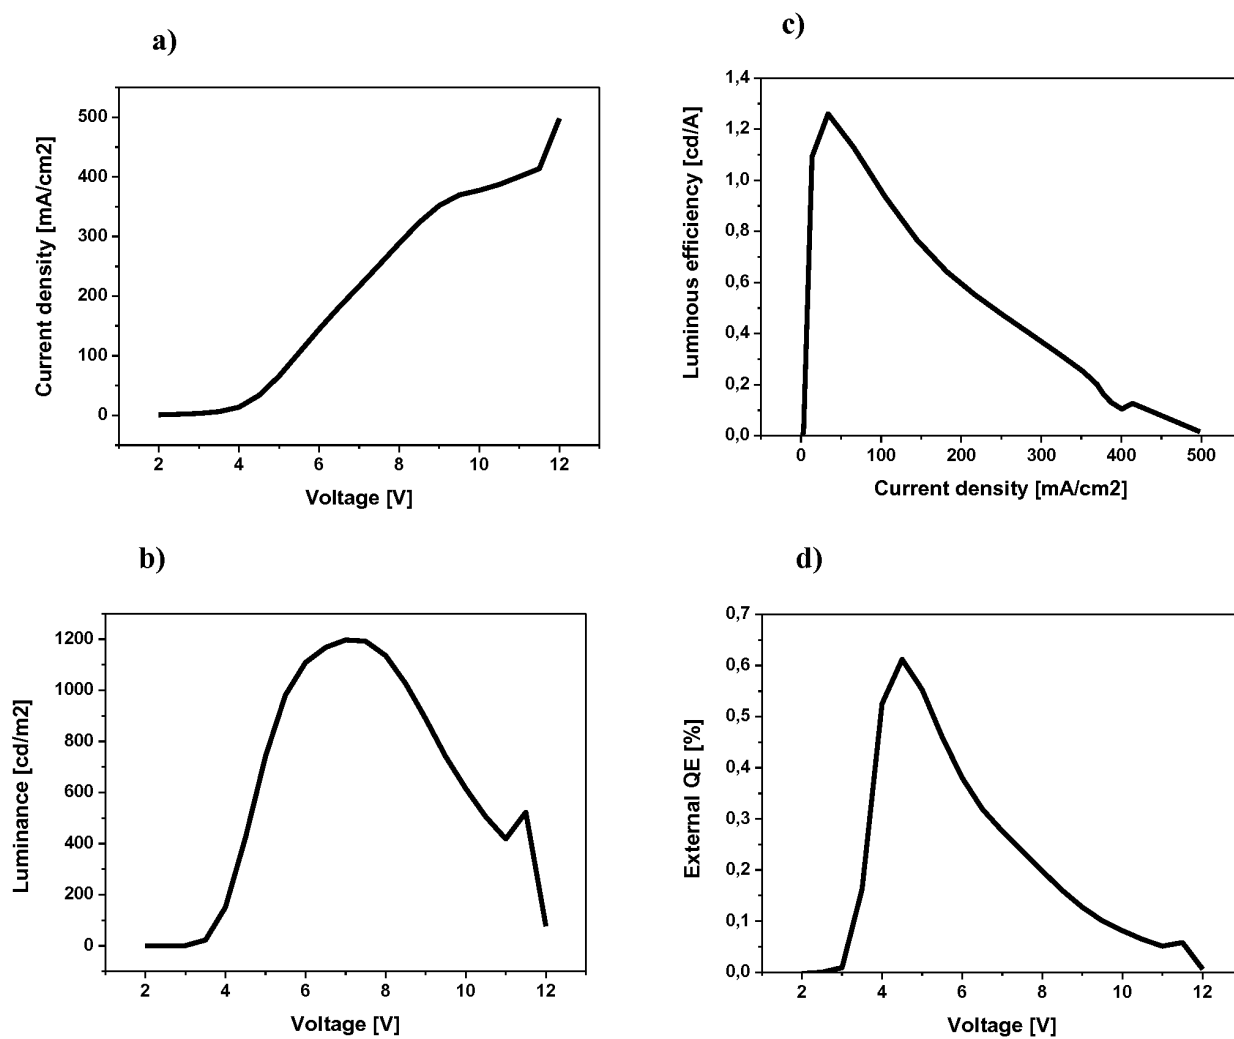 a)
500
400
300
200
100
0
2 4 6 8 10 12
Current density [mA/cm2]
Voltage [V]
c)
1,4
1,2
1,0
0,8
0,6
0,4
0,2
0,0
0 100 200 300 400 500
Luminous efficiency [cd/A]
Current density [mA/cm2]
b)
1200
1000
800
600
400
200
0
2 4 6 8 10 12
Luminance [cd/m2]
Voltage [V]
d)
0,7
0,6
0,5
0,4
0,3
0,2
0,1
0,0
2 4 6 8 10 12
External QE [%]
Voltage [V]